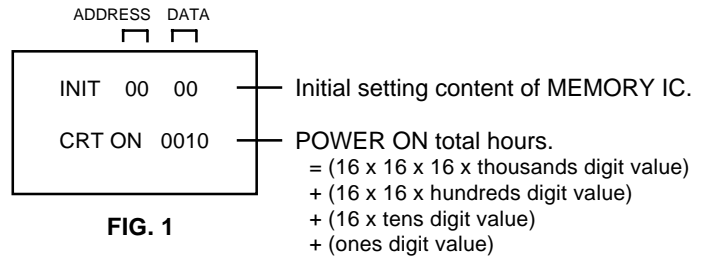 ADDRESS DATA
INIT 00 00
Initial setting content of MEMORY IC.
CRT ON 0010
POWER ON total hours.
= (16 x 16 x 16 x thousands digit value)
+ (16 x 16 x hundreds digit value)
+ (16 x tens digit value)
+ (ones digit value)
FIG. 1